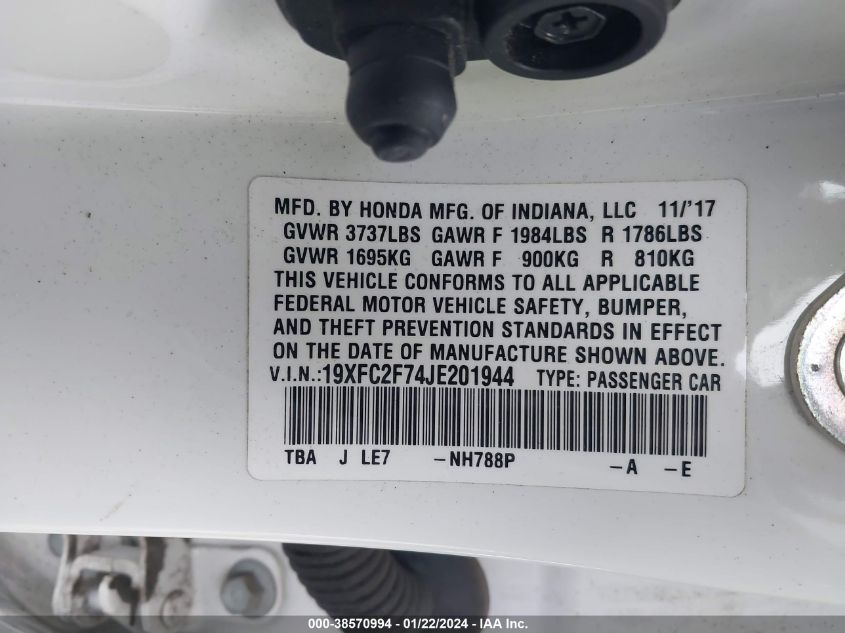 MFD. BY HONDA MFG. OF INDIANA, LLC 11/'17
GVWR 3737LBS GAWR F 1984LBS R 1786LBS
GVWR 1695KG GAWR F 900KG R 810KG
THIS VEHICLE CONFORMS TO ALL APPLICABLE
FEDERAL MOTOR VEHICLE SAFETY, BUMPER,
AND THEFT PREVENTION STANDARDS IN EFFECT
ON THE DATE OF MANUFACTURE SHOWN ABOVE.
V.I.N.:19XFC2F74JE201944 TYPE: PASSENGER CAR
TBA J LE7 -NH788P -A -E
000-38570994 - 01/22/2024 - IAA Inc.